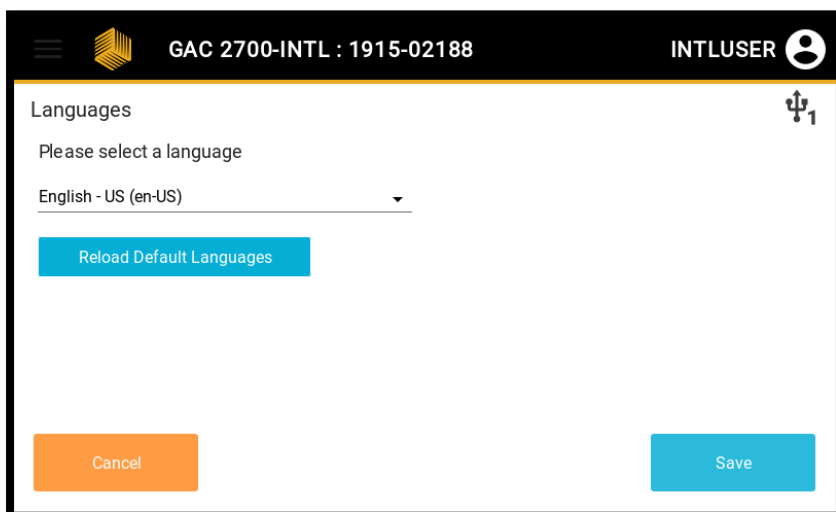 GAC 2700-INTL : 1915-02188 INTLUSER
Languages
1
Please select a language
English - US (en-US)
Reload Default Languages
Cancel Save